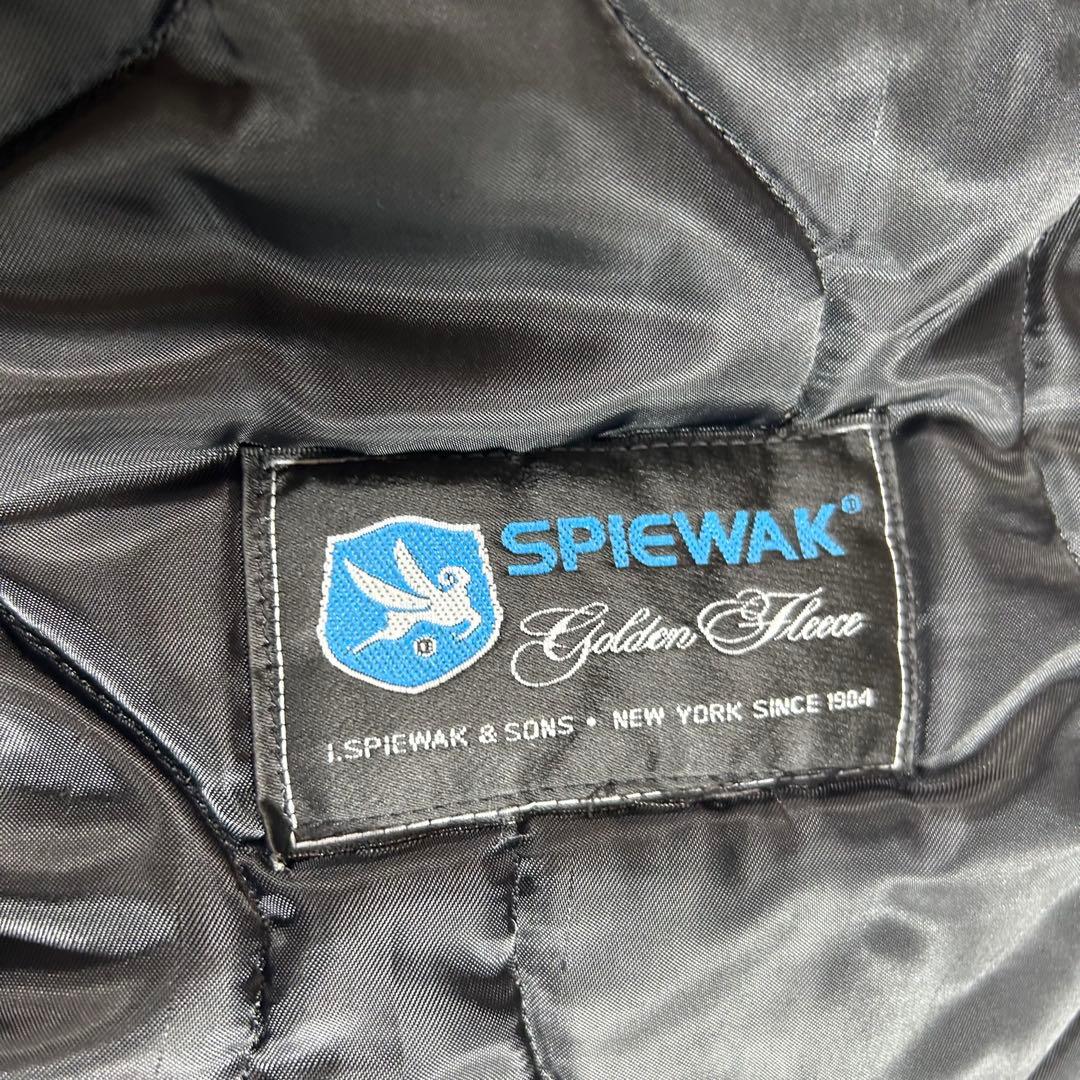 SPIEWAK®
Golden Fleece
I.SPIEWAK & SONS • NEW YORK SINCE 1904